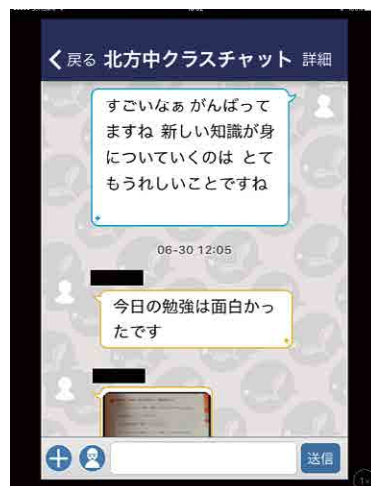 戻る 北方中クラスチャット 詳細
すごいなぁ がんばって
ますね 新しい知識が身
についていくのは とて
もうれしいことですね
06-30 12:05
今日の勉強は面白かっ
たです
送信